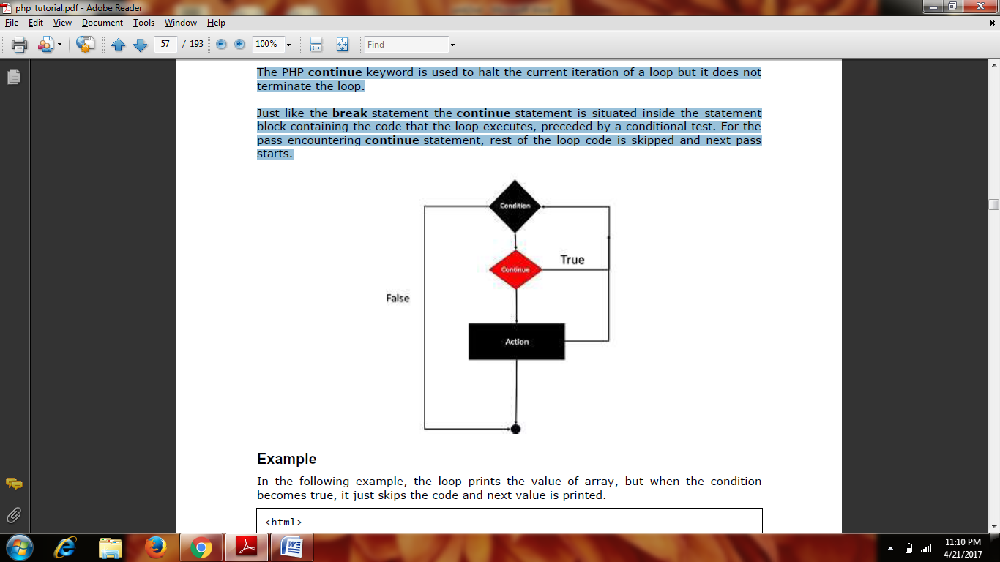 php_tutorial.pdf - Adobe Reader
File Edit View Document Tools Window Help
57 / 193 100% Find
The PHP continue keyword is used to halt the current iteration of a loop but it does not
terminate the loop.
Just like the break statement the continue statement is situated inside the statement
block containing the code that the loop executes, preceded by a conditional test. For the
pass encountering continue statement, rest of the loop code is skipped and next pass
starts.
Condition
True
Continue
False
Action
Example
In the following example, the loop prints the value of array, but when the condition
becomes true, it just skips the code and next value is printed.
<html>
11:10 PM
4/21/2017